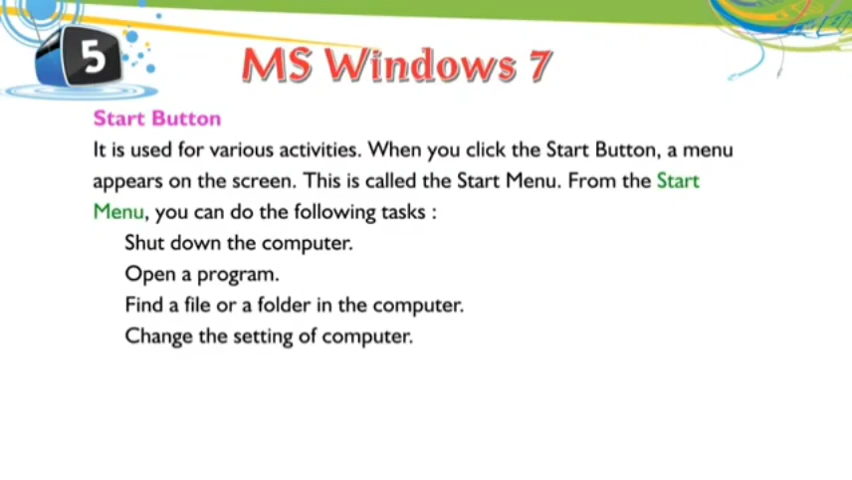 5
MS Windows 7
Start Button
It is used for various activities. When you click the Start Button, a menu
appears on the screen. This is called the Start Menu. From the Start
Menu, you can do the following tasks :
Shut down the computer.
Open a program.
Find a file or a folder in the computer.
Change the setting of computer.